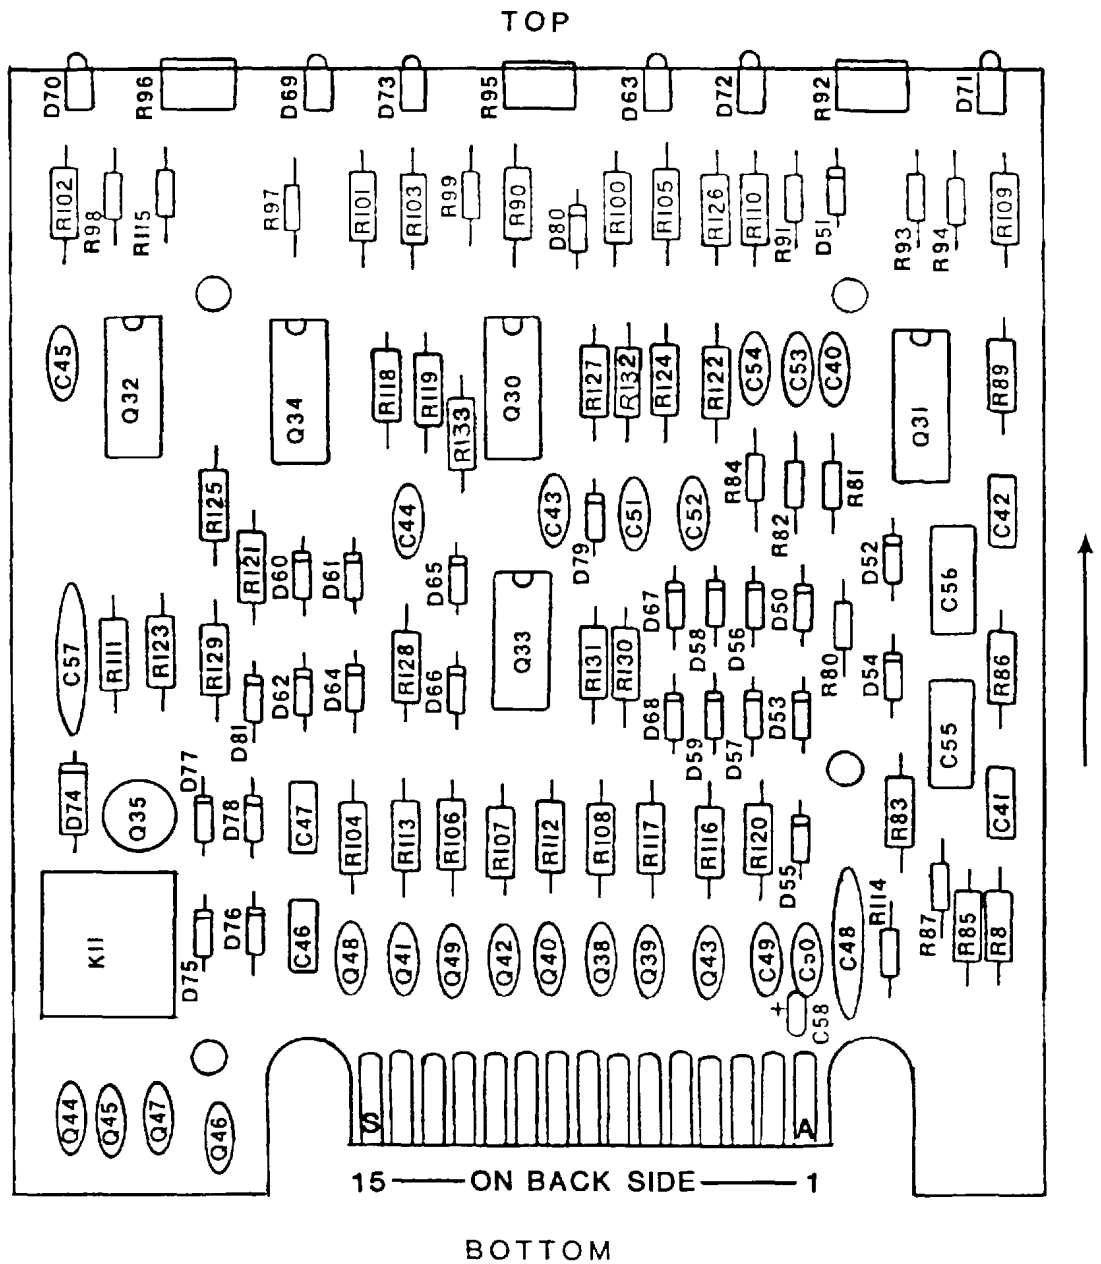 TOP
D70 R96 D69 D73 R95 D63 D72 R92 D71
R102 R98 R115 R97 R101 R103 R99 R90 D80 R100 R105 R126 R110 R91 D51 R93 R94 R109
C45 Q32 Q34 R118 R119 R133 Q30 R127 R132 R124 R122 C54 C53 C40 Q31 R89
R125 C44 C43 D79 C51 C52 R84 R82 R81 C42
R121 D60 D61 D65 D67 D58 D56 D50 D52 C56
C57 R111 R123 R129 R128 Q33 R131 R130 R80 D54 R86
D81 D62 D64 D66 D68 D59 D57 D53 C55
D74 Q35 D77 D78 C47 R104 R113 R106 R107 R112 R108 R117 R116 R120 D55 R83 C41
K11 D75 D76 C46 Q48 Q41 Q49 Q42 Q40 Q38 Q39 Q43 C49 C50 C48 R114 R87 R85 R8
+ C58
Q44 Q45 Q47 Q46 S A
15 ON BACK SIDE 1
BOTTOM